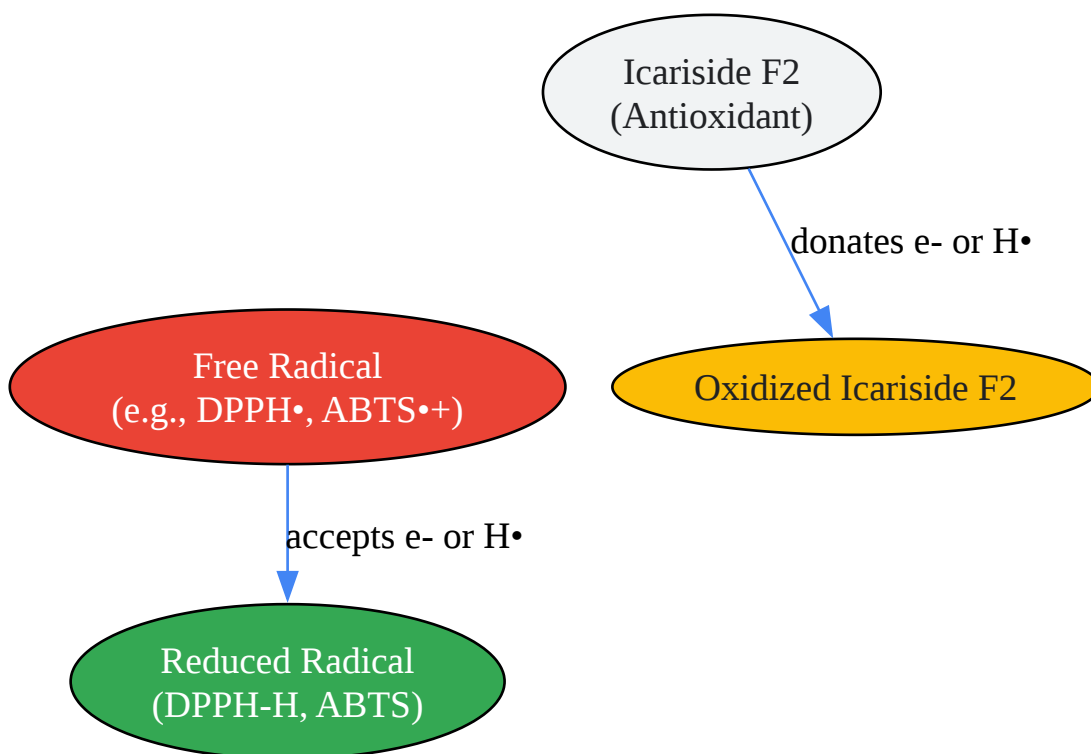 Icariside F2
(Antioxidant)
donates e- or H•
Free Radical
(e.g., DPPH•, ABTS•+)
Oxidized Icariside F2
accepts e- or H•
Reduced Radical
(DPPH-H, ABTS)